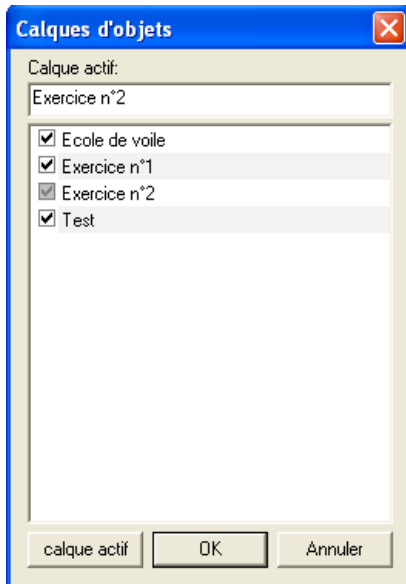 Calques d'objets
Calque actif:
Exercice n°2
Ecole de voile
Exercice n°1
Exercice n°2
Test
calque actif OK Annuler